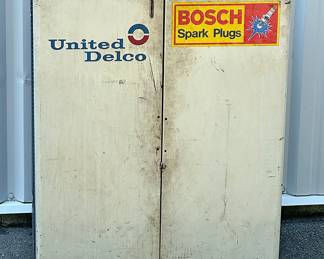 United
Delco
BOSCH
Spark Plugs